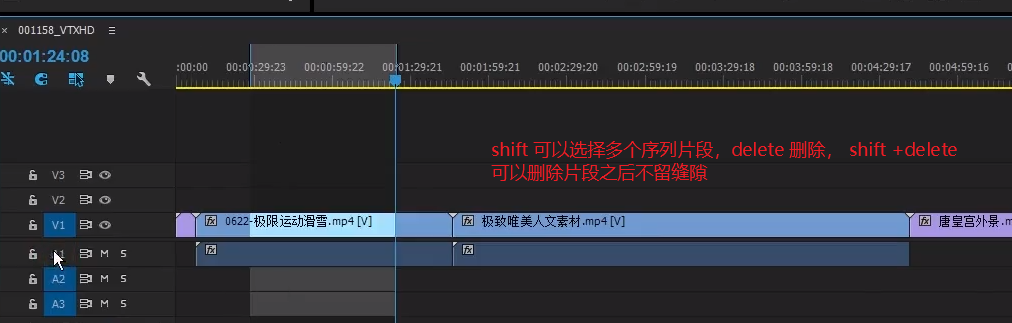 × 001158_VTXHD ≡
00:01:24:08
:00:00 00:0 :29:23 00:00:59:22 00:01:29:21 00:01:59:21 00:02:29:20 00:02:59:19 00:03:29:18 00:03:59:18 00:04:29:17 00:04:59:16 00:
shift 可以选择多个序列片段，delete 删除， shift +delete
可以删除片段之后不留缝隙
V3
V2
V1 fx 0622-极限运动滑雪.mp4 [V] fx 极致唯美人文素材.mp4 [V] fx 唐皇宫外景.m
A1 M S fx fx
A2 M S
A3 M S